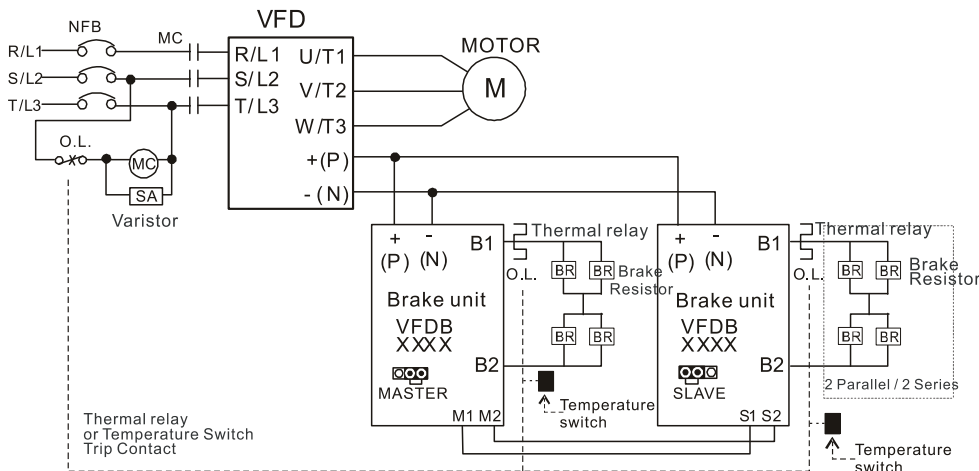 VFD
NFB
MC
MOTOR
R/L1
R/L1
U/T1
S/L2
S/L2
V/T2
M
T/L3
T/L3
W/T3
O.L.
MC
+(P)
SA
- (N)
Varistor
+ -
(P) (N)
B1
Thermal relay
O.L.
BR BR
Brake
Resistor
Brake unit
VFDB
XXXX
BR BR
B2
MASTER
M1 M2
Temperature
switch
+ -
(P) (N)
B1
Thermal relay
O.L.
BR BR
Brake
Resistor
Brake unit
VFDB
XXXX
BR BR
B2
2 Parallel / 2 Series
SLAVE
S1 S2
Temperature
switch
Thermal relay
or Temperature Switch
Trip Contact